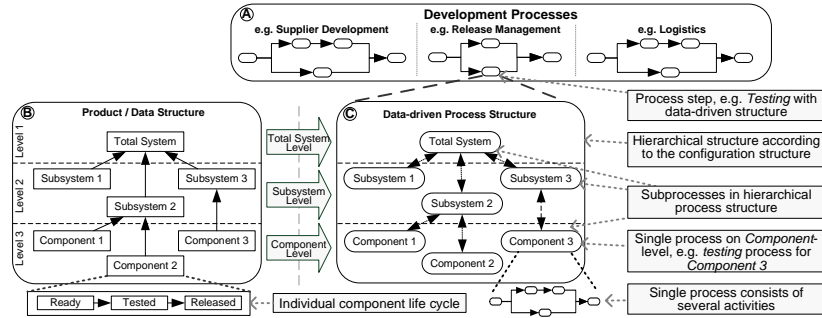 A
Development Processes
e.g. Supplier Development
e.g. Release Management
e.g. Logistics
B
Product / Data Structure
Level 1
Total System
Level 2
Subsystem 1
Subsystem 3
Subsystem 2
Level 3
Component 1
Component 3
Component 2
Ready
Tested
Released
Total System
Level
Subsystem
Level
Component
Level
Individual component life cycle
C
Data-driven Process Structure
Total System
Subsystem 1
Subsystem 3
Subsystem 2
Component 1
Component 3
Component 2
Process step, e.g. Testing with
data-driven structure
Hierarchical structure according
to the configuration structure
Subprocesses in hierarchical
process structure
Single process on Component-
level, e.g. testing process for
Component 3
Single process consists of
several activities